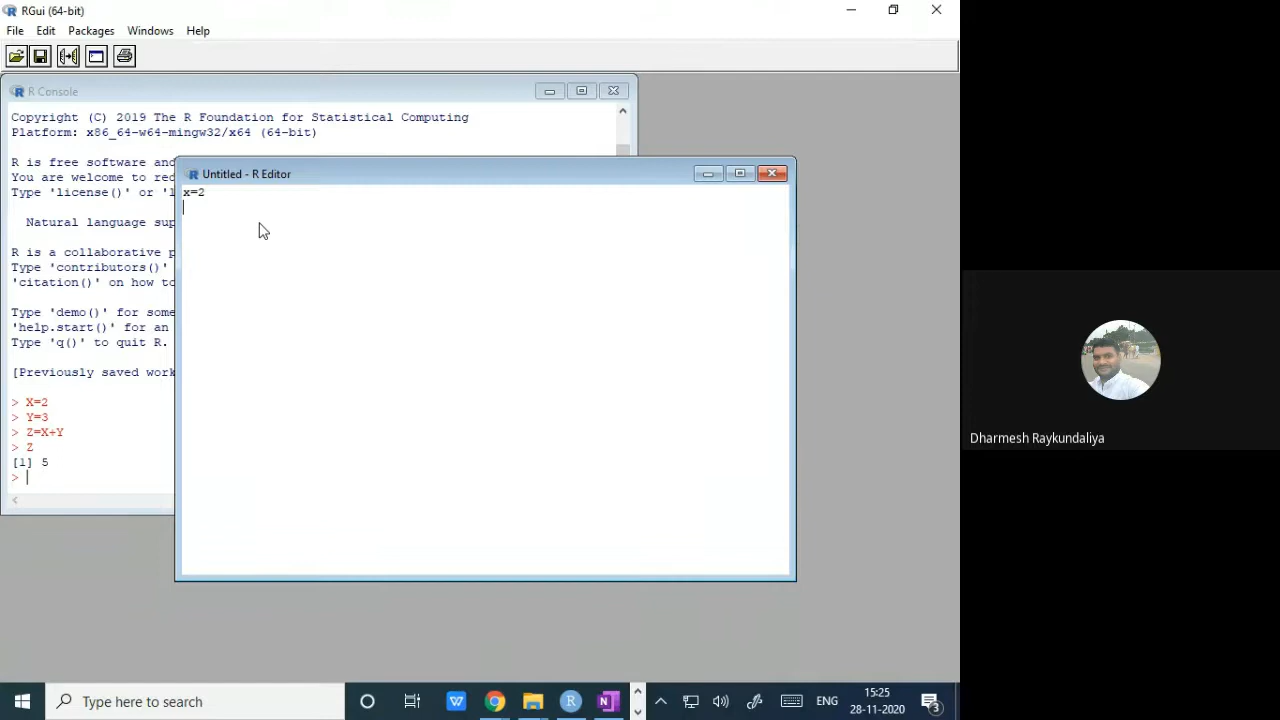 RGui (64-bit)
File Edit Packages Windows Help
R Console
Copyright (C) 2019 The R Foundation for Statistical Computing
Platform: x86_64-w64-mingw32/x64 (64-bit)
R is free software and
You are welcome to red
Type 'license()' or 'l
Natural language sup
R is a collaborative p
Type 'contributors()'
'citation()' on how to
Type 'demo()' for some
'help.start()' for an
Type 'q()' to quit R.
[Previously saved work
> X=2
> Y=3
> Z=X+Y
> Z
[1] 5
>
Untitled - R Editor
x=2
Dharmesh Raykundaliya
Type here to search
ENG
15:25
28-11-2020
3